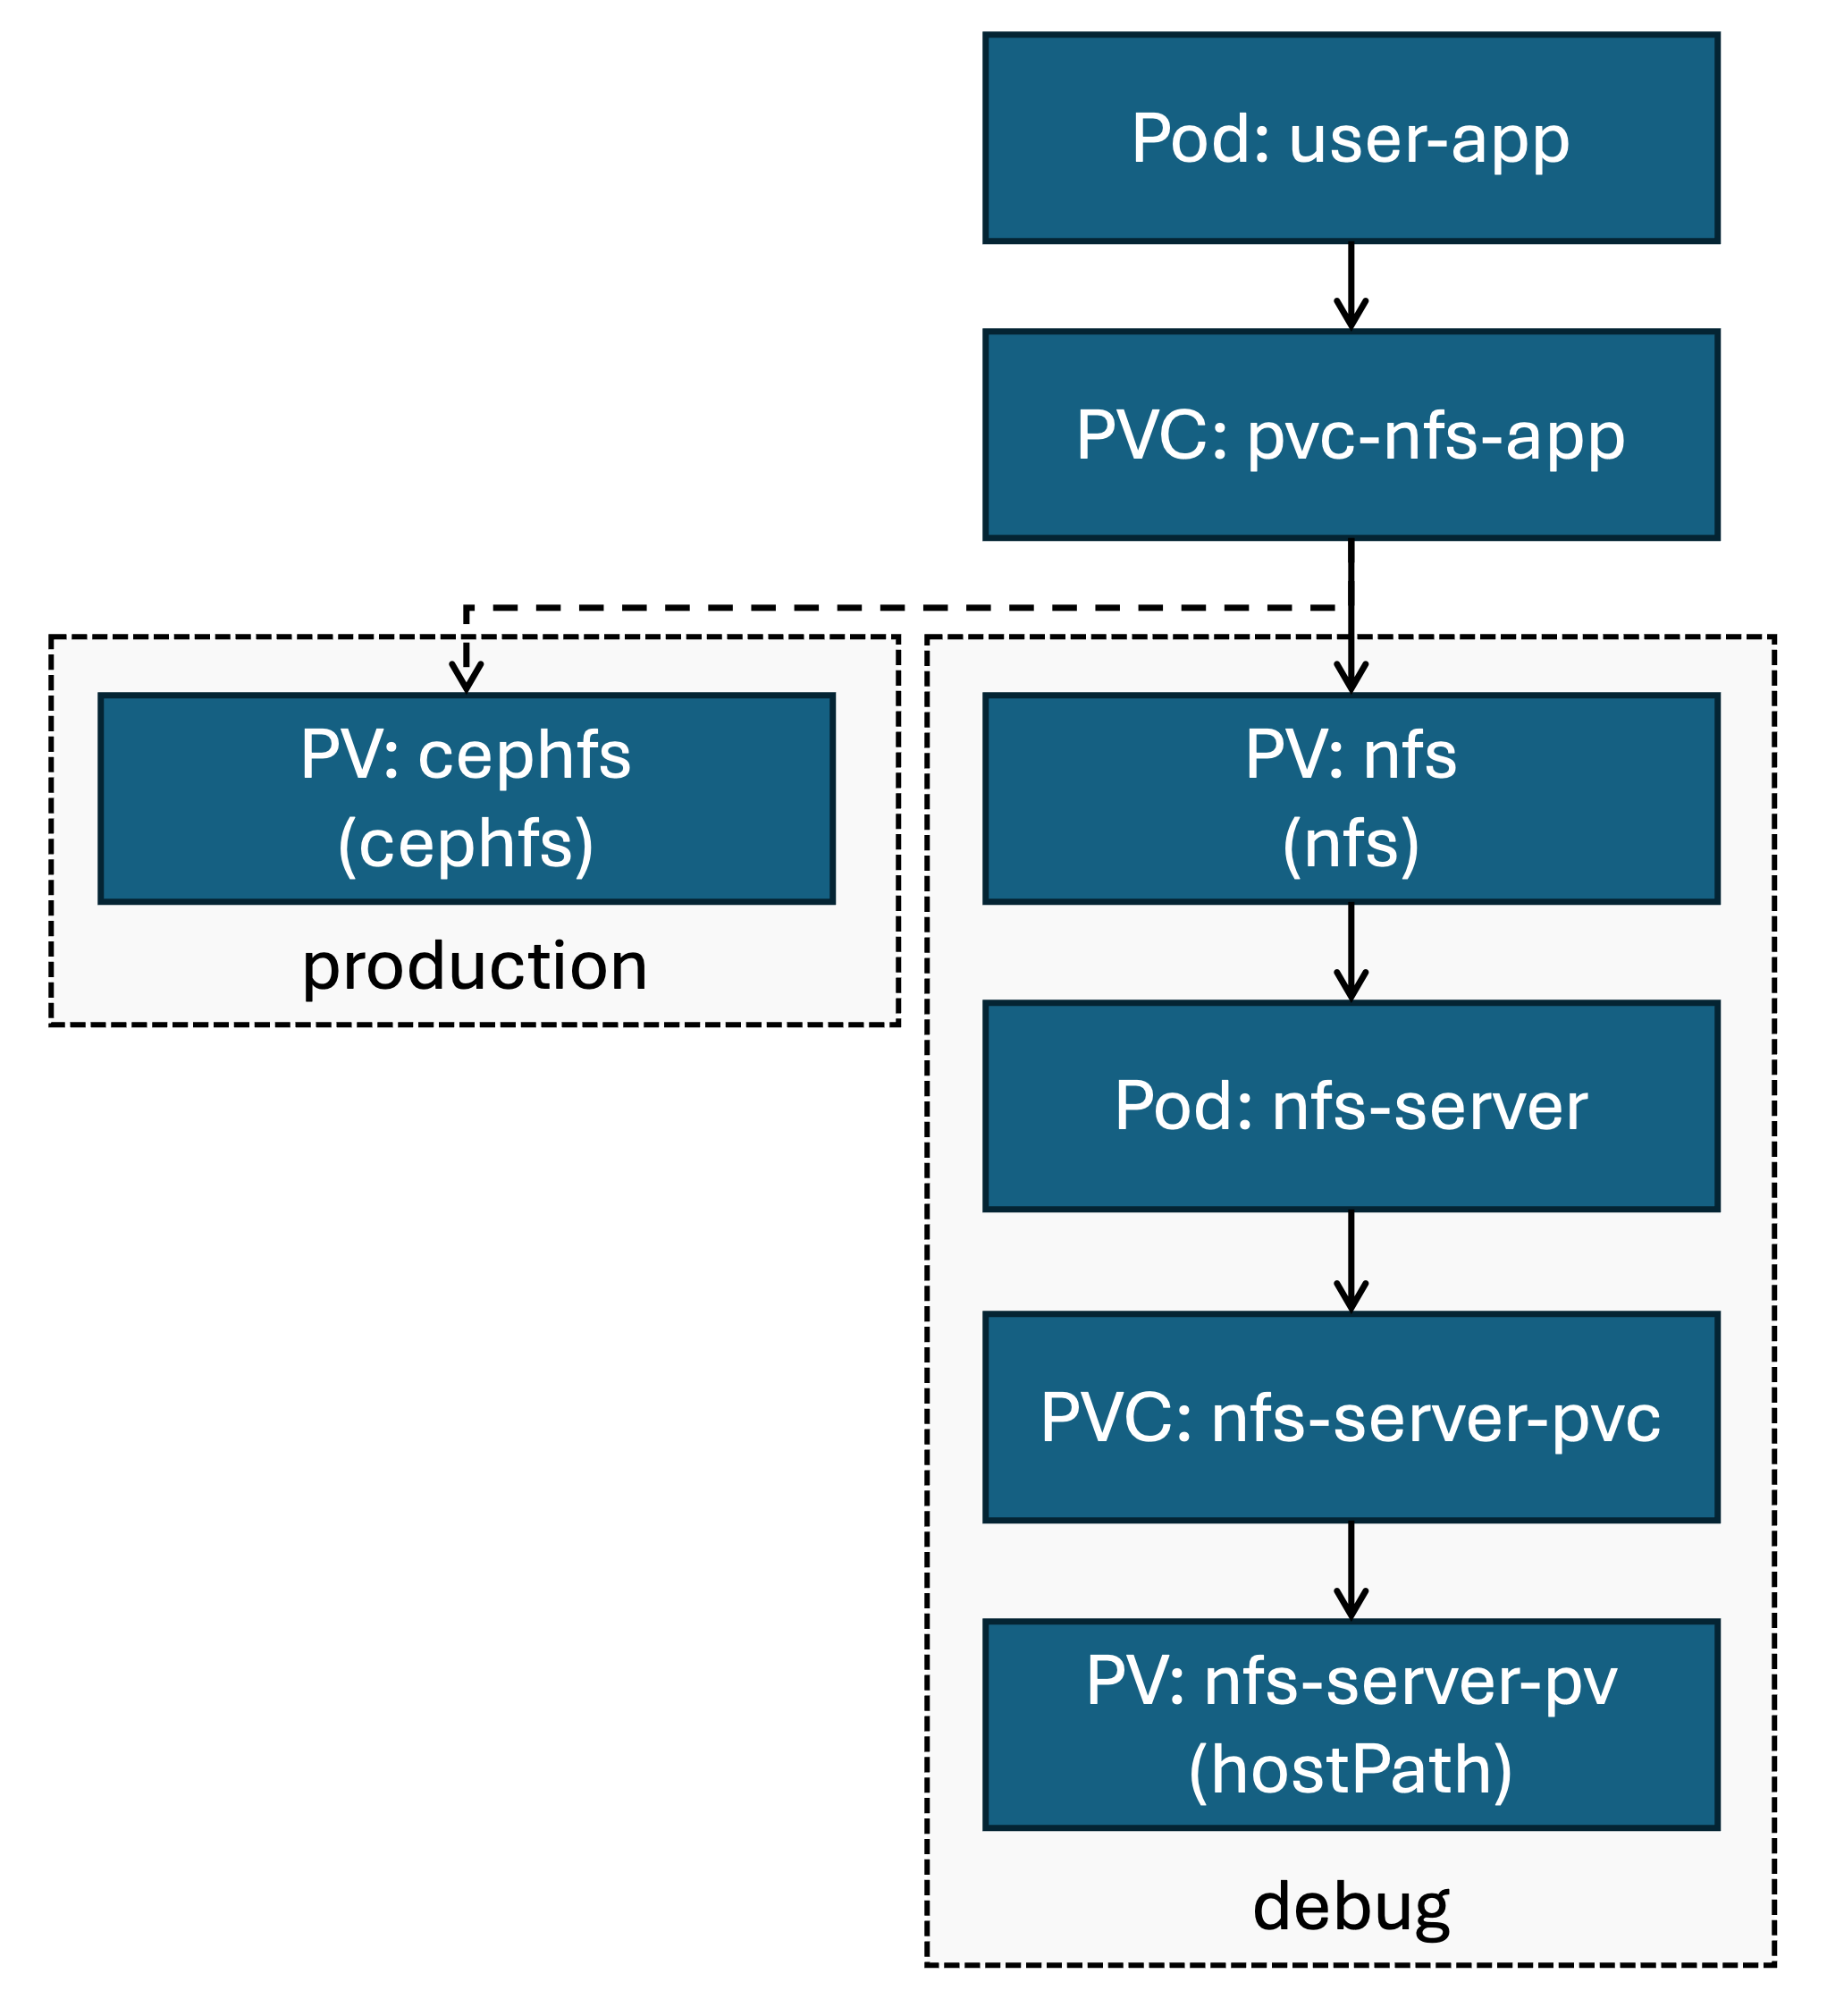 Pod: user-app
PVC: pvc-nfs-app
PV: cephfs
(cephfs)
production
PV: nfs
(nfs)
Pod: nfs-server
PVC: nfs-server-pvc
PV: nfs-server-pv
(hostPath)
debug